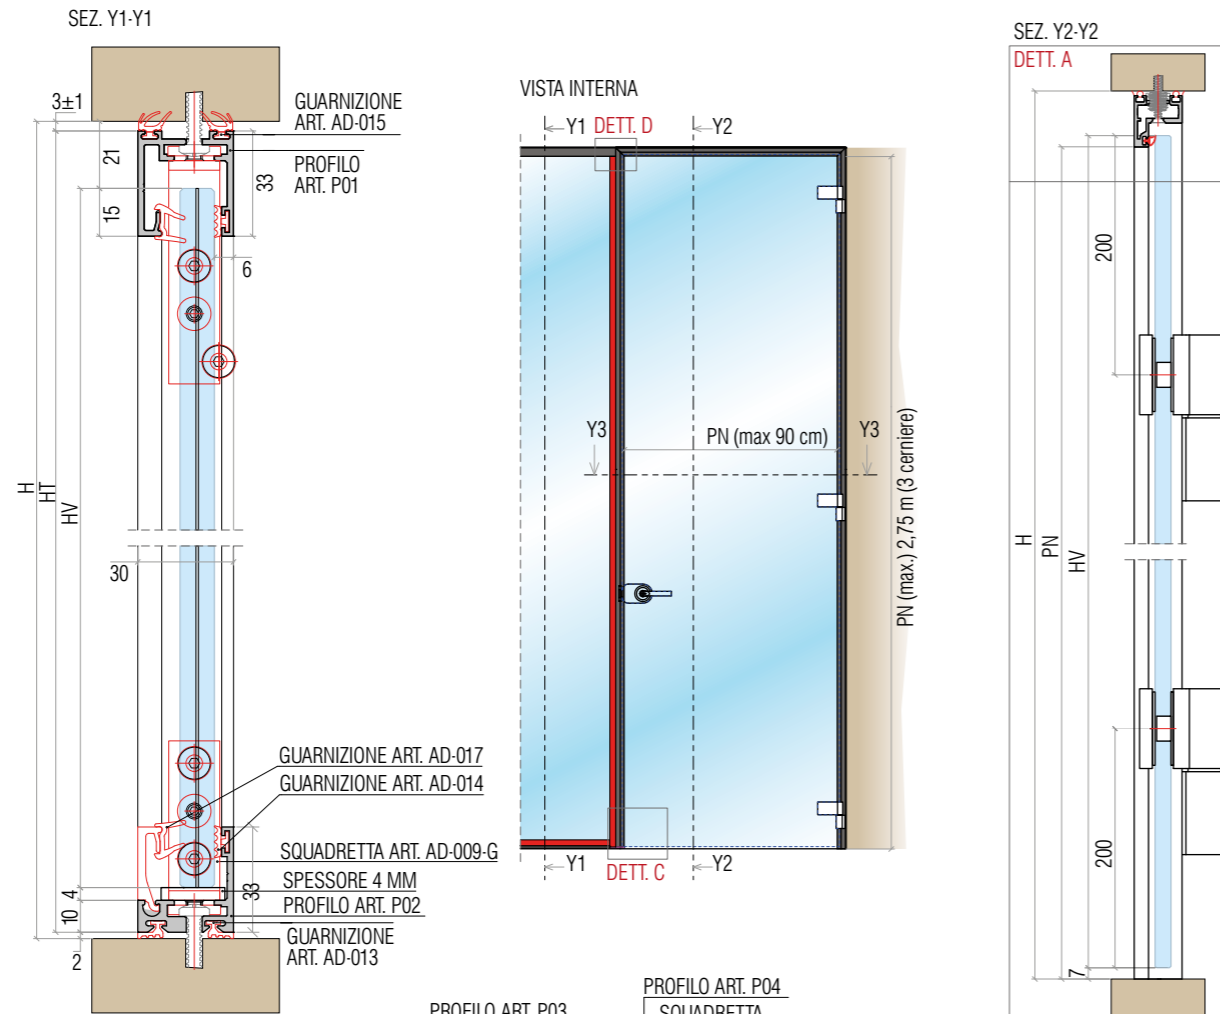 SEZ. Y1-Y1
3±1
GUARNIZIONE
ART. AD-015
21
PROFILO
ART. P01
33
15
6
H
HT
HV
30
GUARNIZIONE ART. AD-017
GUARNIZIONE ART. AD-014
SQUADRETTA ART. AD-009-G
4
SPESSORE 4 MM
33
PROFILO ART. P02
10
GUARNIZIONE
ART. AD-013
2
VISTA INTERNA
Y1
DETT. D
Y2
Y3
PN (max 90 cm)
Y3
PN (max.) 2,75 m (3 cerniere)
Y1
DETT. C
Y2
PROFILO ART. P03
PROFILO ART. P04
SQUADRETTA
SEZ. Y2-Y2
DETT. A
200
H
PN
HV
200
7